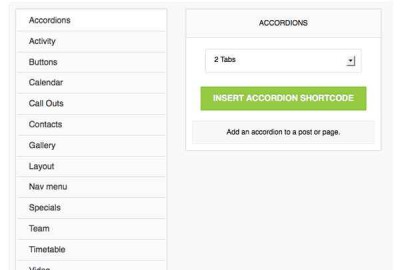 Accordions
Activity
Buttons
Calendar
Call Outs
Contacts
Gallery
Layout
Nav menu
Specials
Team
Timetable
Video
ACCORDIONS
2 Tabs
INSERT ACCORDION SHORTCODE
Add an accordion to a post or page.